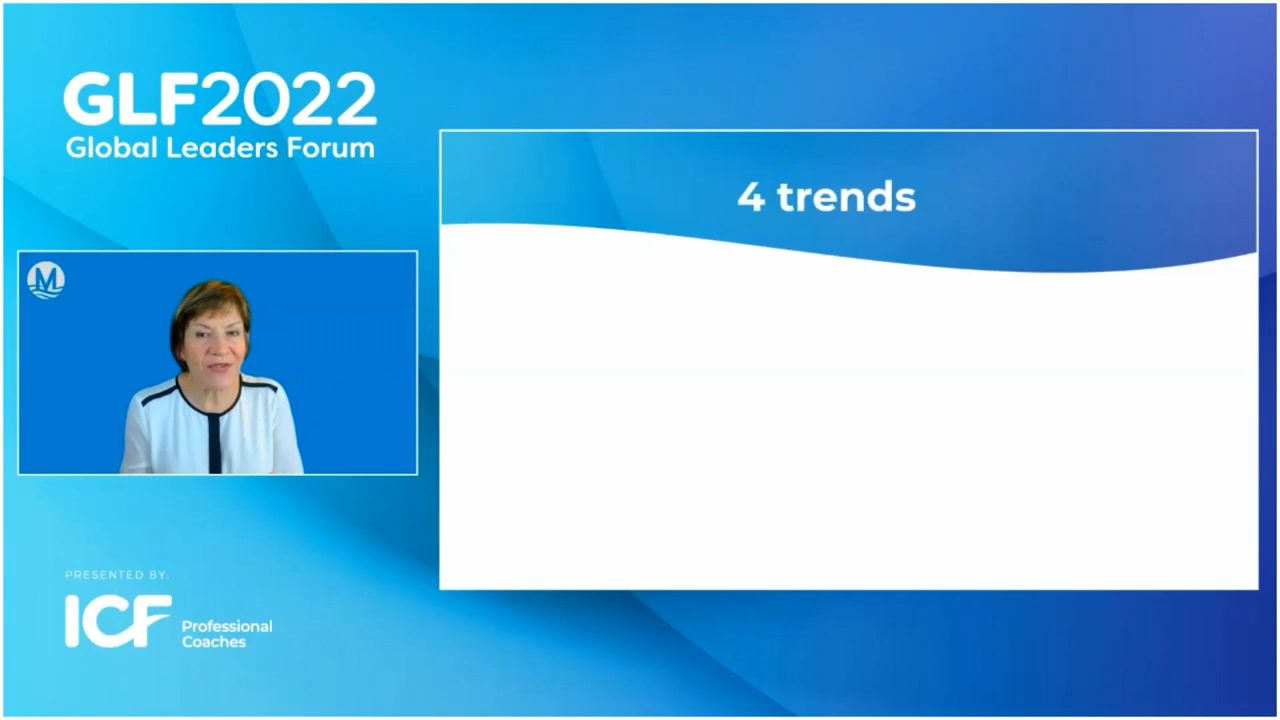 GLF2022
Global Leaders Forum
4 trends
M
PRESENTED BY:
ICF Professional
Coaches